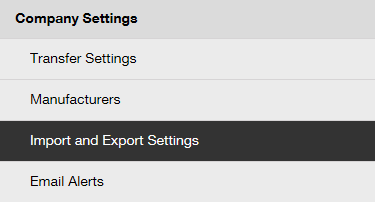 Company Settings
Transfer Settings
Manufacturers
Import and Export Settings
Email Alerts